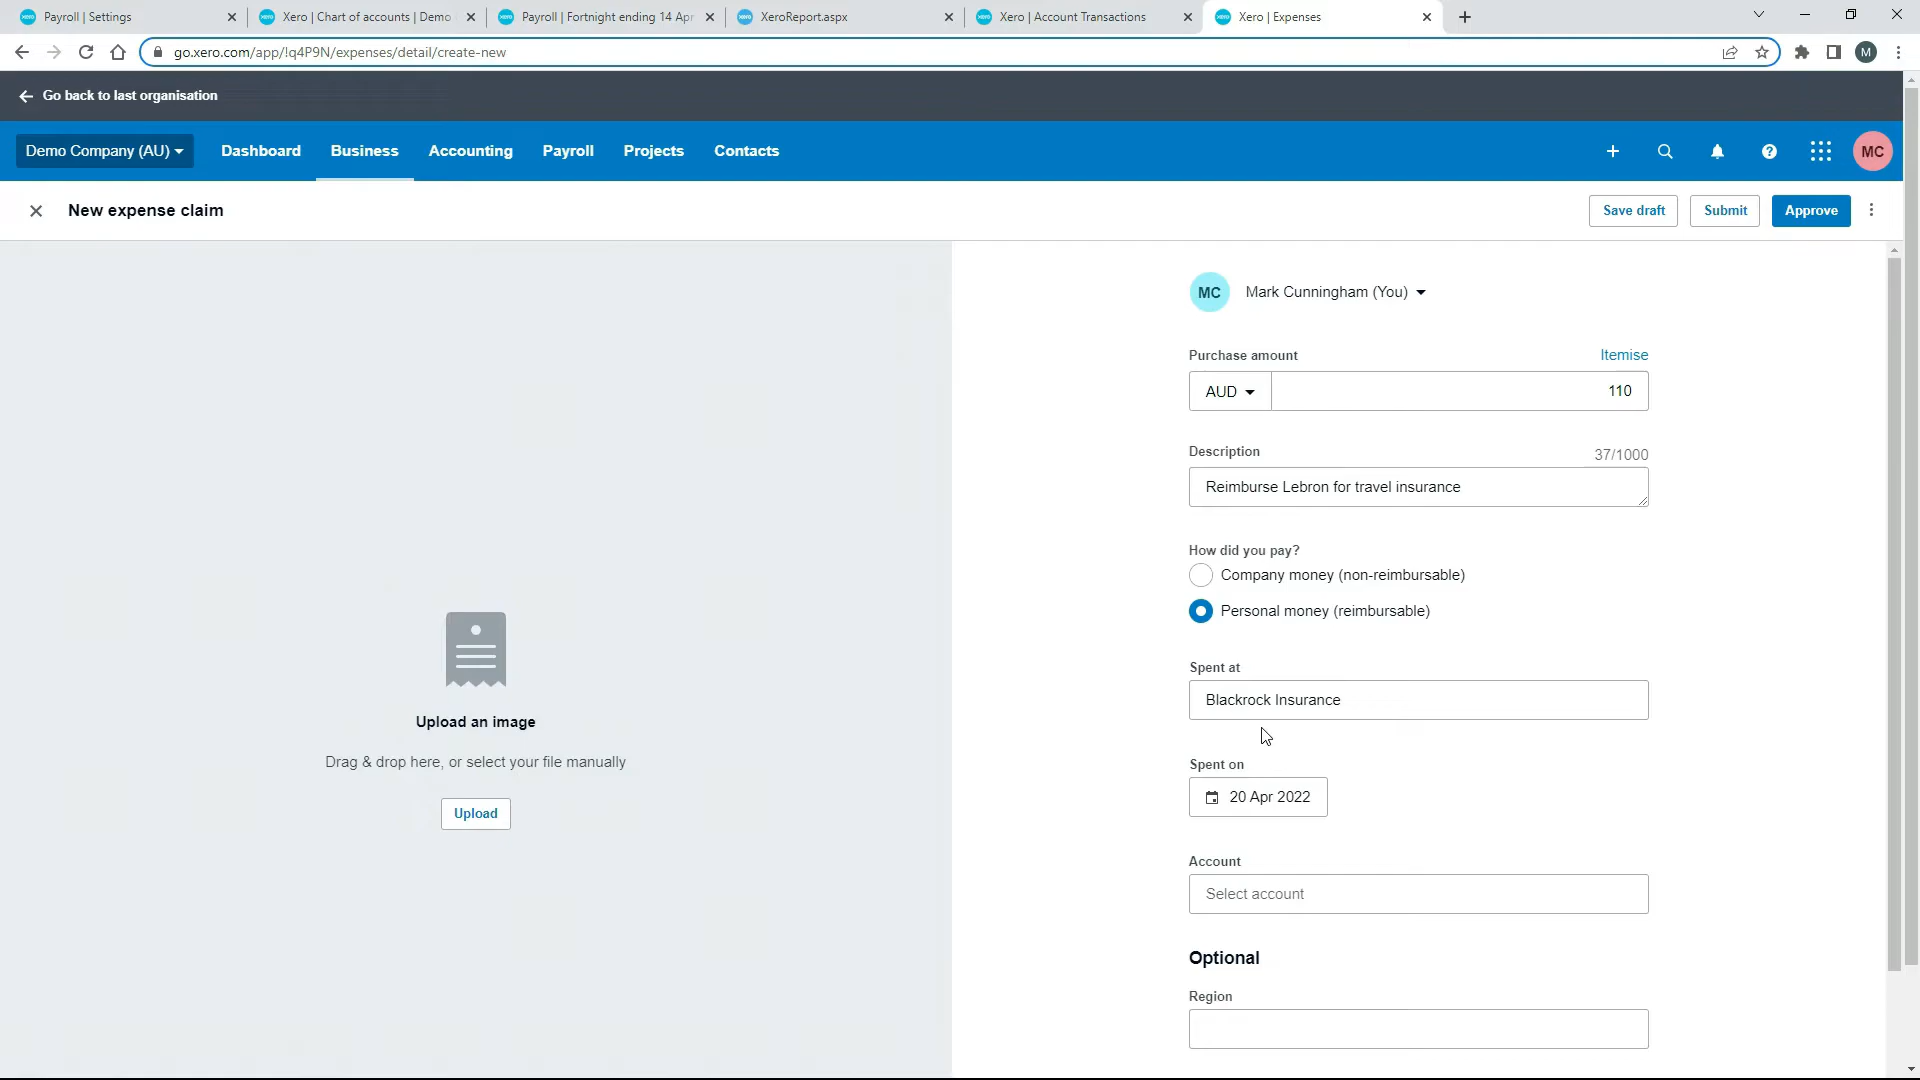 Payroll | Settings
Xero | Chart of accounts | Demo
Payroll | Fortnight ending 14 Apr
XeroReport.aspx
Xero | Account Transactions
Xero | Expenses
go.xero.com/app/!q4P9N/expenses/detail/create-new
M
Go back to last organisation
Demo Company (AU)
Dashboard
Business
Accounting
Payroll
Projects
Contacts
MC
New expense claim
Save draft
Submit
Approve
MC
Mark Cunningham (You)
Purchase amount
Itemise
AUD
110
Description
37/1000
Reimburse Lebron for travel insurance
How did you pay?
Company money (non-reimbursable)
Personal money (reimbursable)
Spent at
Blackrock Insurance
Spent on
20 Apr 2022
Account
Select account
Optional
Region
Upload an image
Drag & drop here, or select your file manually
Upload